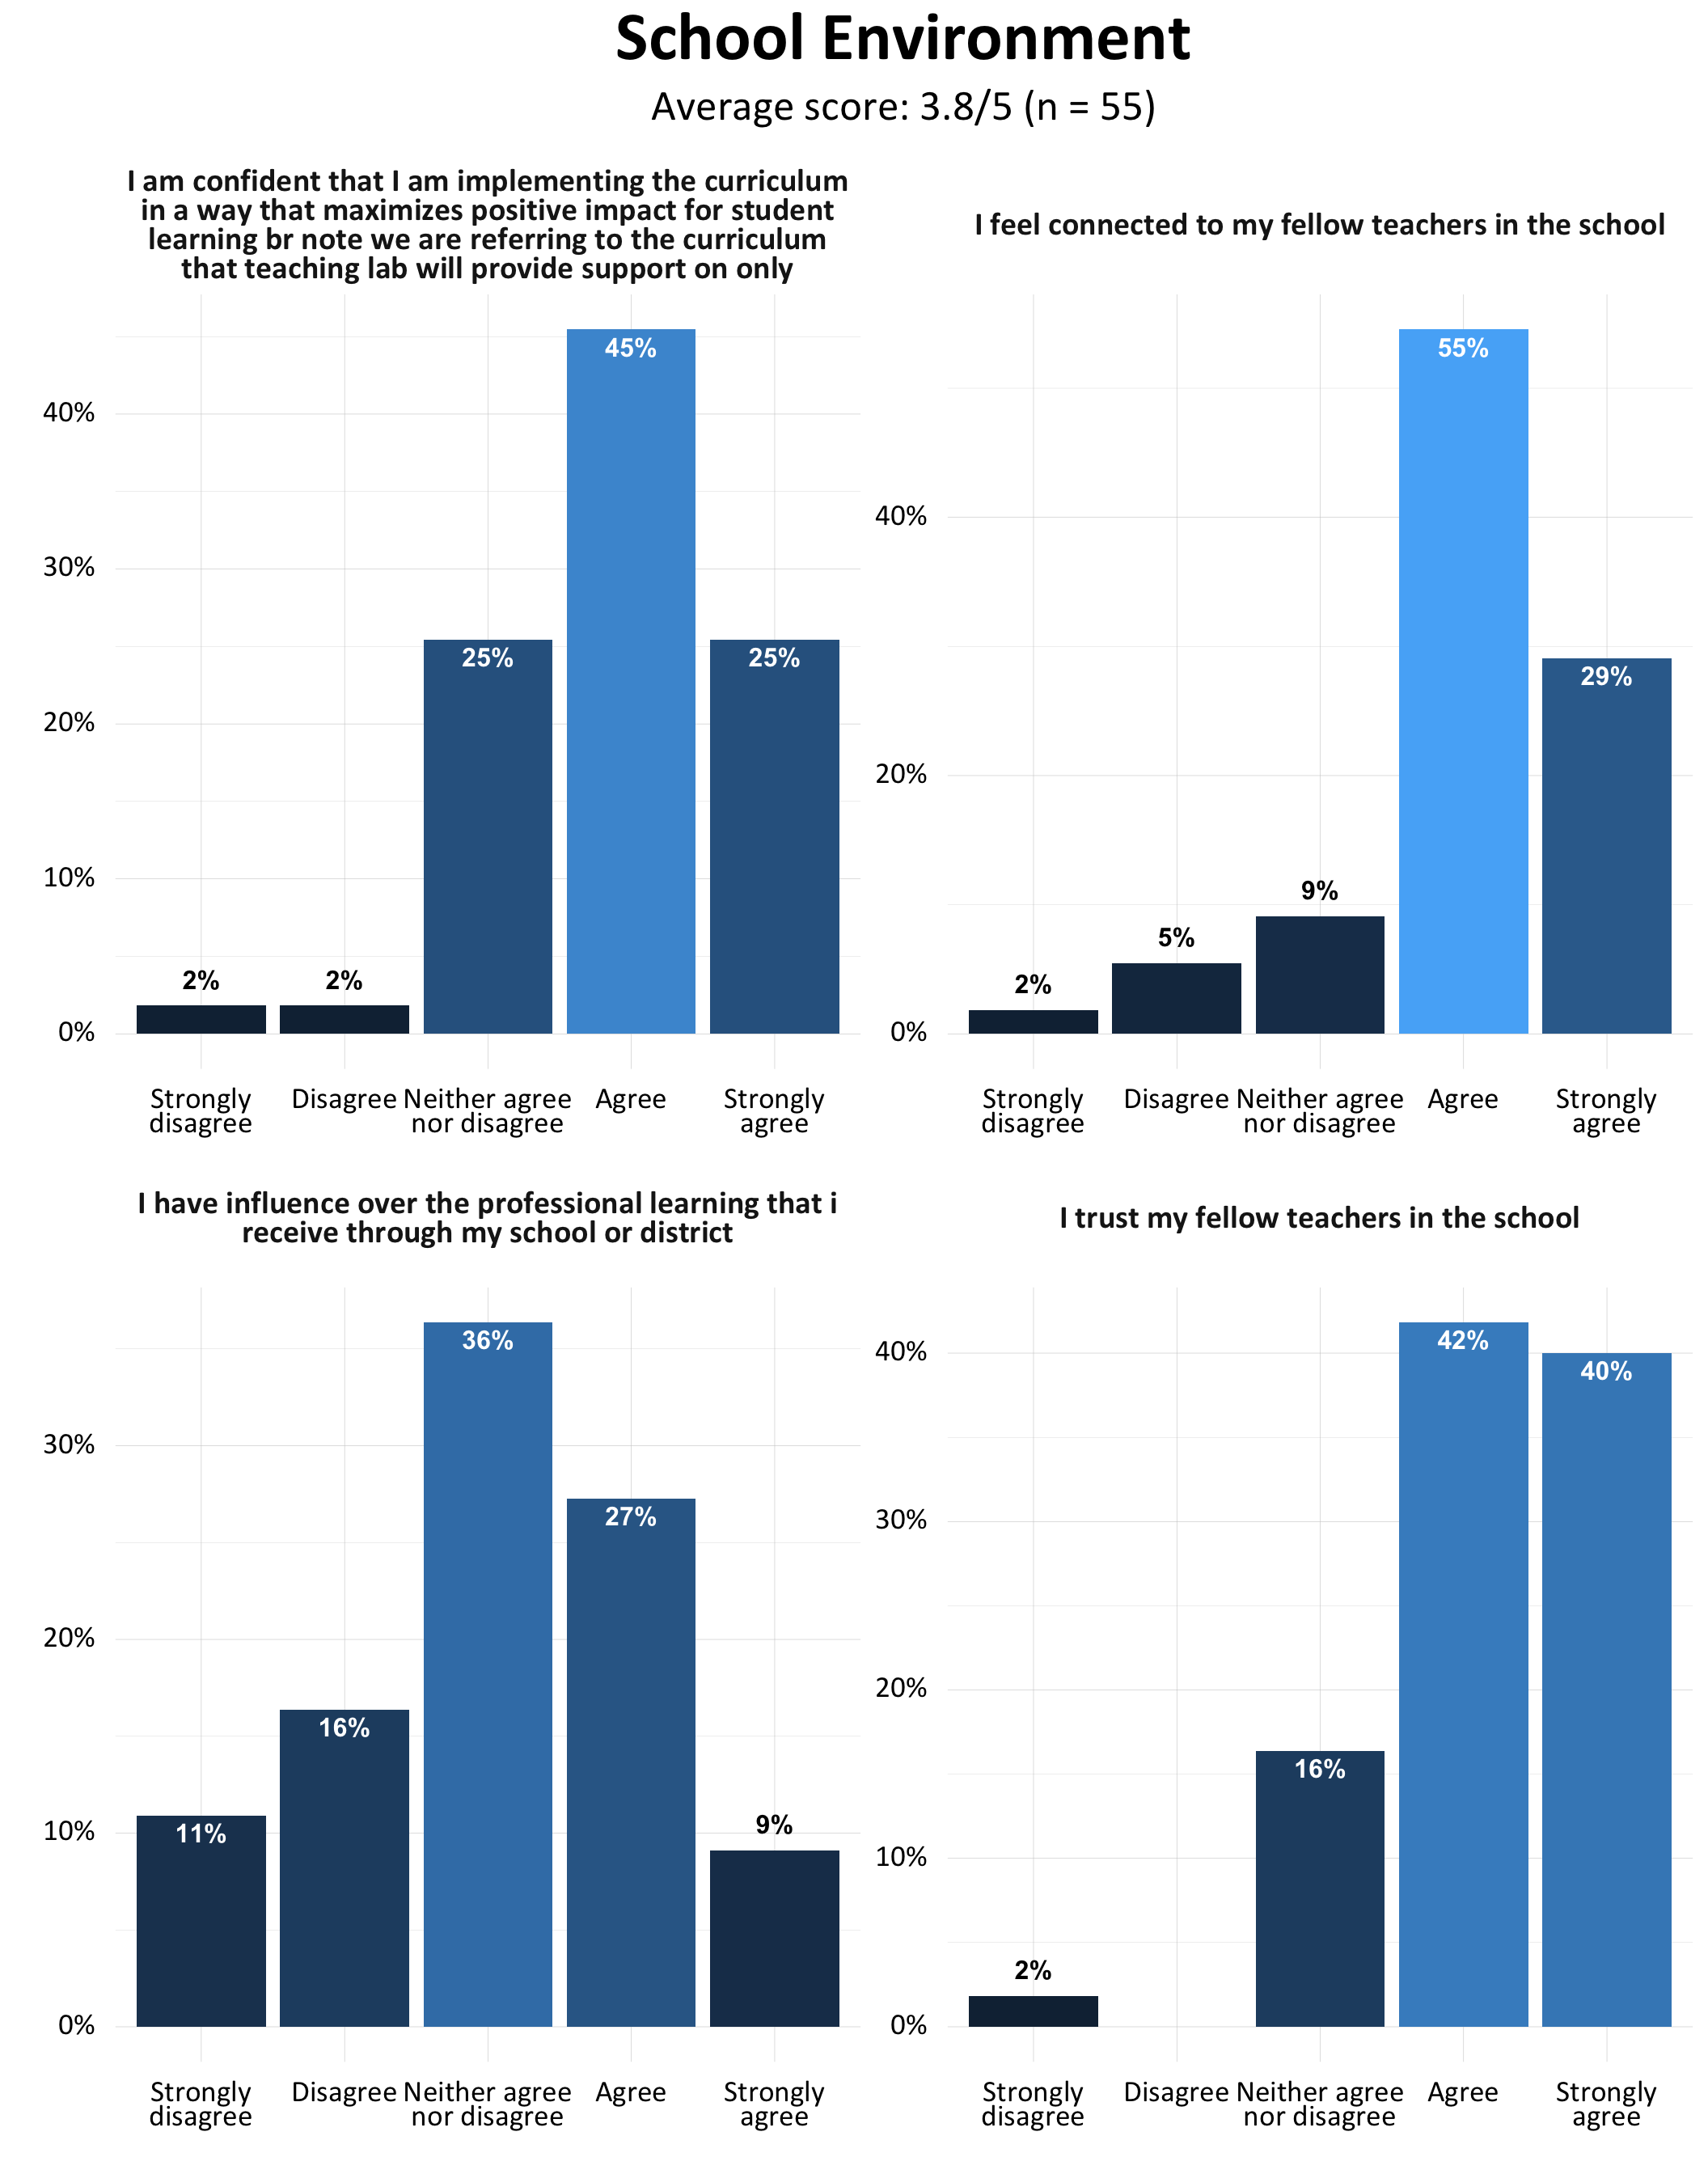 School Environment
Average score: 3.8/5 (n = 55)
I am confident that I am implementing the curriculum
in a way that maximizes positive impact for student
learning br note we are referring to the curriculum
that teaching lab will provide support on only
45%
40%
30%
25%
25%
20%
10%
2%
2%
0%
Strongly
disagree
Disagree
Neither agree
nor disagree
Agree
Strongly
agree
I feel connected to my fellow teachers in the school
55%
40%
29%
20%
9%
5%
2%
0%
Strongly
disagree
Disagree
Neither agree
nor disagree
Agree
Strongly
agree
I have influence over the professional learning that i
receive through my school or district
36%
30%
27%
20%
16%
11%
10%
9%
0%
Strongly
disagree
Disagree
Neither agree
nor disagree
Agree
Strongly
agree
I trust my fellow teachers in the school
42%
40%
40%
30%
20%
16%
10%
2%
0%
Strongly
disagree
Disagree
Neither agree
nor disagree
Agree
Strongly
agree